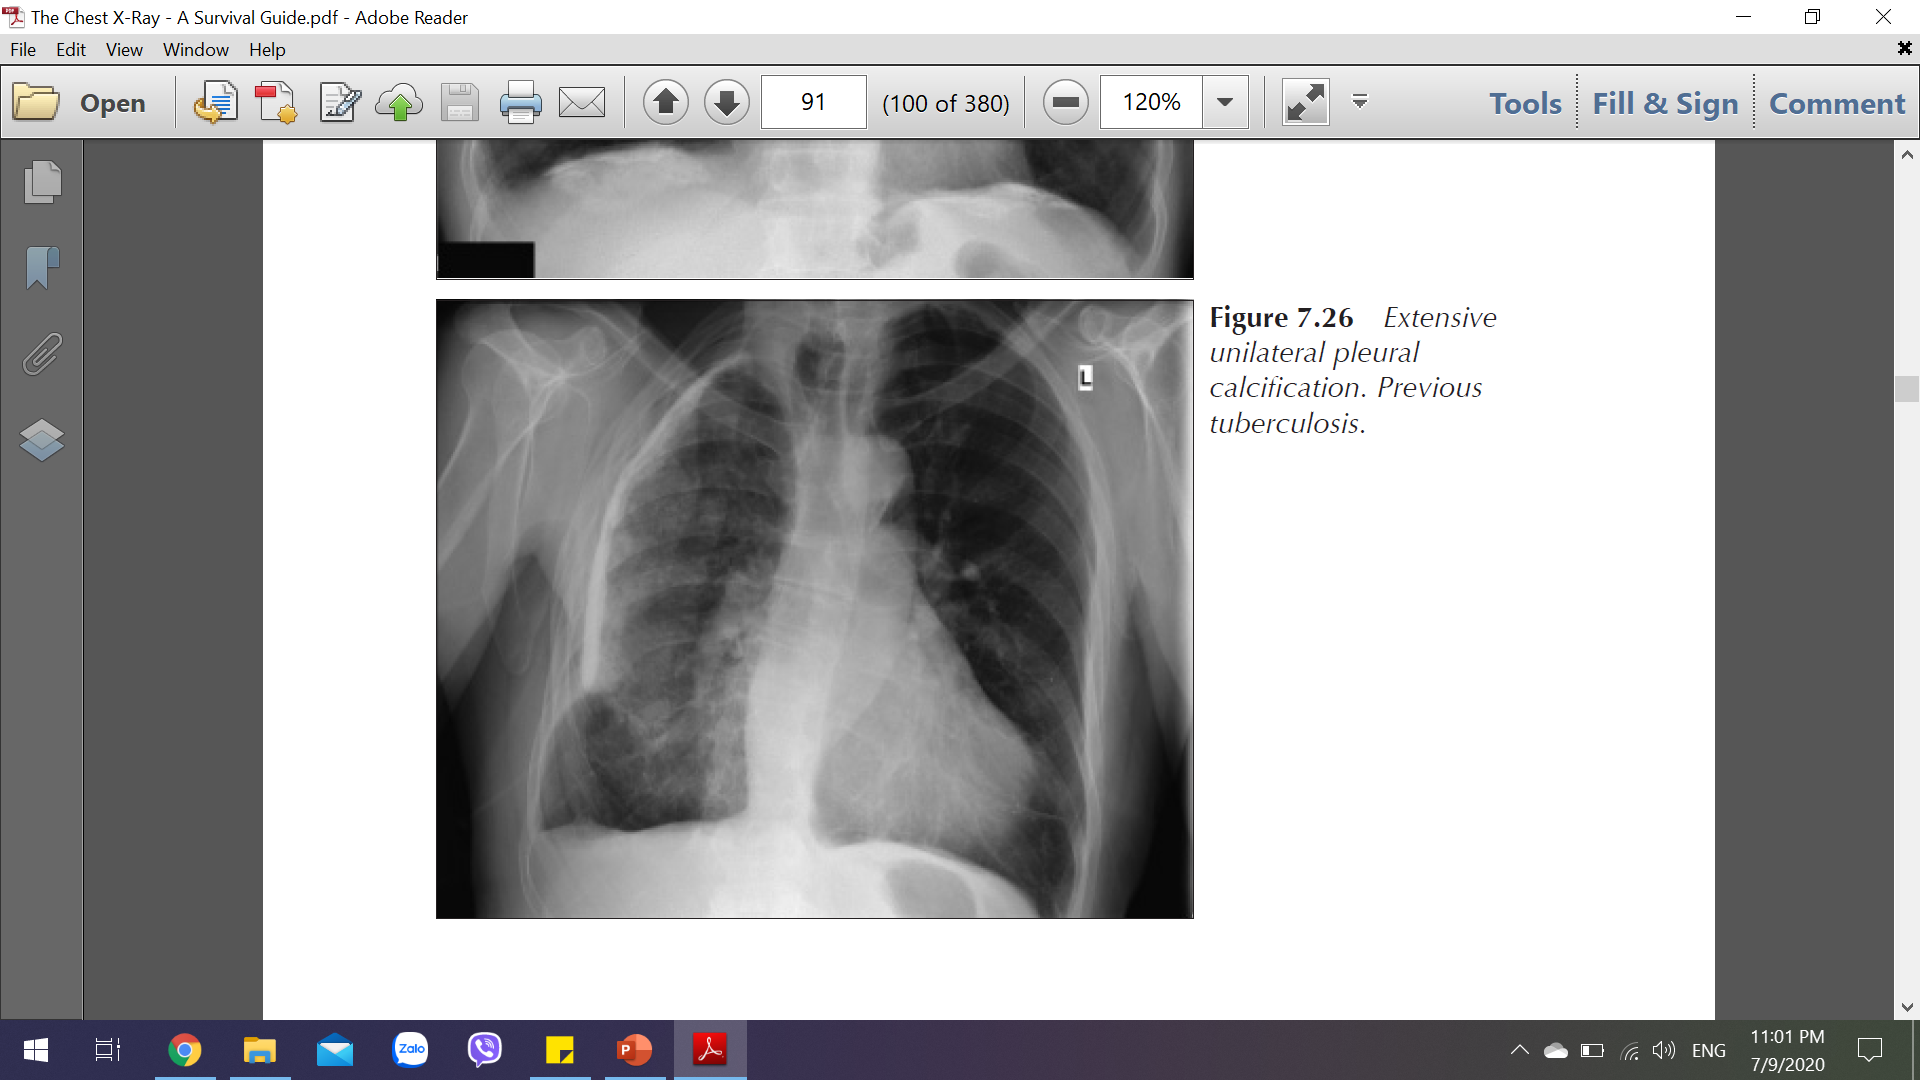 The Chest X-Ray - A Survival Guide.pdf - Adobe Reader
File Edit View Window Help
Open 91 (100 of 380) 120% Tools Fill & Sign Comment
L
Figure 7.26 Extensive
unilateral pleural
calcification. Previous
tuberculosis.
Zalo
P
11:01 PM
ENG
7/9/2020